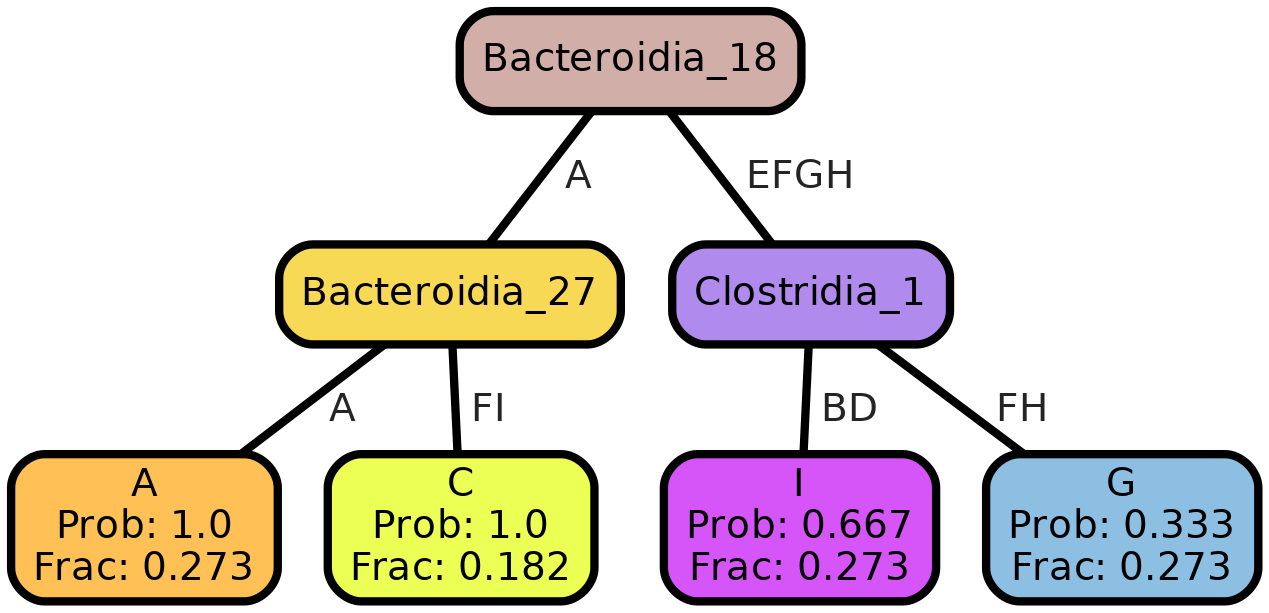 Bacteroidia_18
A
EFGH
Bacteroidia_27
Clostridia_1
A
FI
BD
FH
A
Prob: 1.0
Frac: 0.273
C
Prob: 1.0
Frac: 0.182
I
Prob: 0.667
Frac: 0.273
G
Prob: 0.333
Frac: 0.273